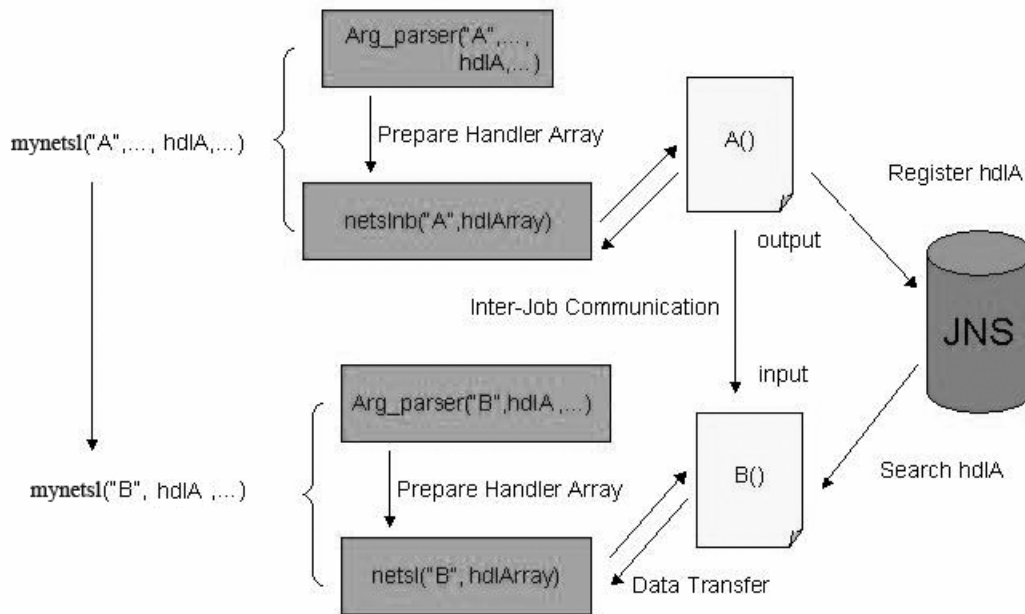 Arg_parser("A",...,
hdlA,...)
mynetsl("A",..., hdlA,...)
Prepare Handler Array
A()
Register hdlA
netslnb("A",hdlArray)
output
Inter-Job Communication
JNS
input
Arg_parser("B",hdlA ,...)
mynetsl("B", hdlA ,...)
Prepare Handler Array
B()
Search hdlA
netsl("B", hdlArray)
Data Transfer